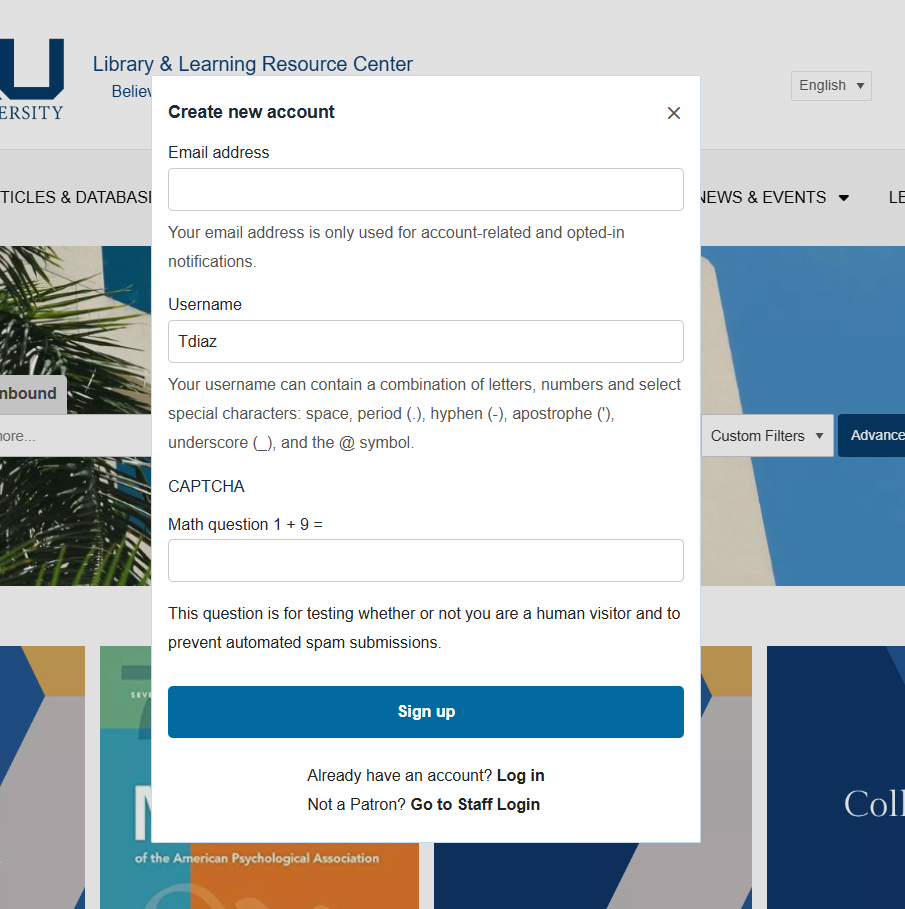 U
ERSITY
Library & Learning Resource Center
Believ
English
TICLES & DATABAS
NEWS & EVENTS
LE
Create new account
Email address
Your email address is only used for account-related and opted-in
notifications.
Username
Tdiaz
Your username can contain a combination of letters, numbers and select
special characters: space, period (.), hyphen (-), apostrophe ('),
underscore (_), and the @ symbol.
nbound
nore...
Custom Filters
Advance
CAPTCHA
Math question 1 + 9 =
This question is for testing whether or not you are a human visitor and to
prevent automated spam submissions.
Sign up
Already have an account? Log in
Not a Patron? Go to Staff Login
SEVE
7
M
of the American Psychological Association
Coll